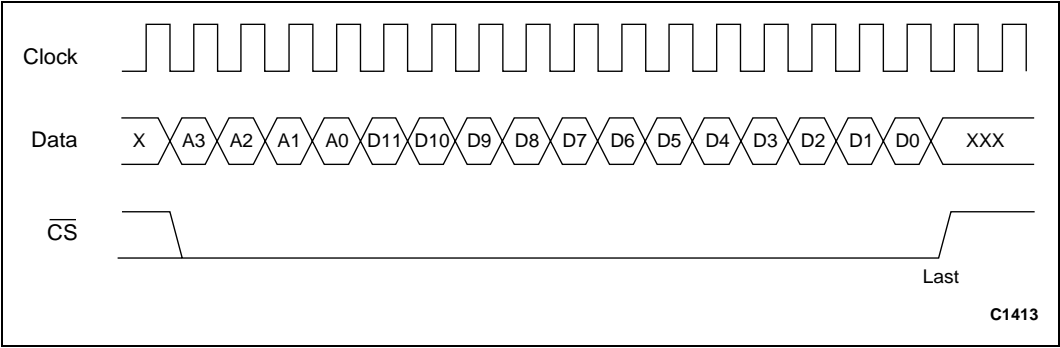 Clock
Data X A3 A2 A1 A0 D11 D10 D9 D8 D7 D6 D5 D4 D3 D2 D1 D0 XXX
C̅S̅
Last
C1413